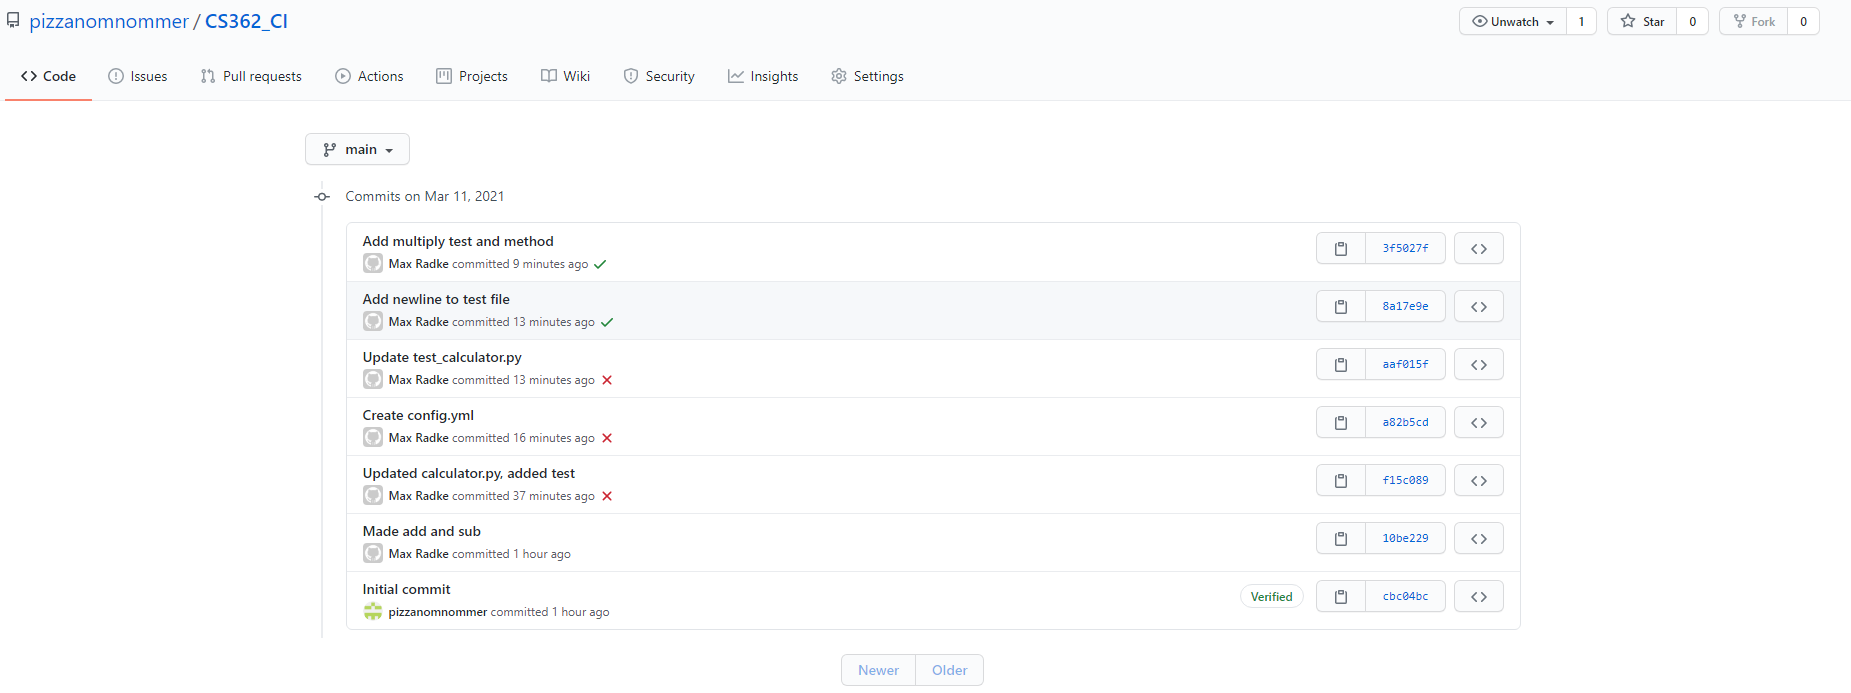 pizzanomnommer / CS362_CI
Unwatch 1 Star 0 Fork 0
Code Issues Pull requests Actions Projects Wiki Security Insights Settings
main
Commits on Mar 11, 2021
Add multiply test and method
Max Radke committed 9 minutes ago
3f5027f
Add newline to test file
Max Radke committed 13 minutes ago
8a17e9e
Update test_calculator.py
Max Radke committed 13 minutes ago
aaf015f
Create config.yml
Max Radke committed 16 minutes ago
a82b5cd
Updated calculator.py, added test
Max Radke committed 37 minutes ago
f15c089
Made add and sub
Max Radke committed 1 hour ago
10be229
Initial commit
pizzanomnommer committed 1 hour ago
Verified cbc04bc
Newer Older